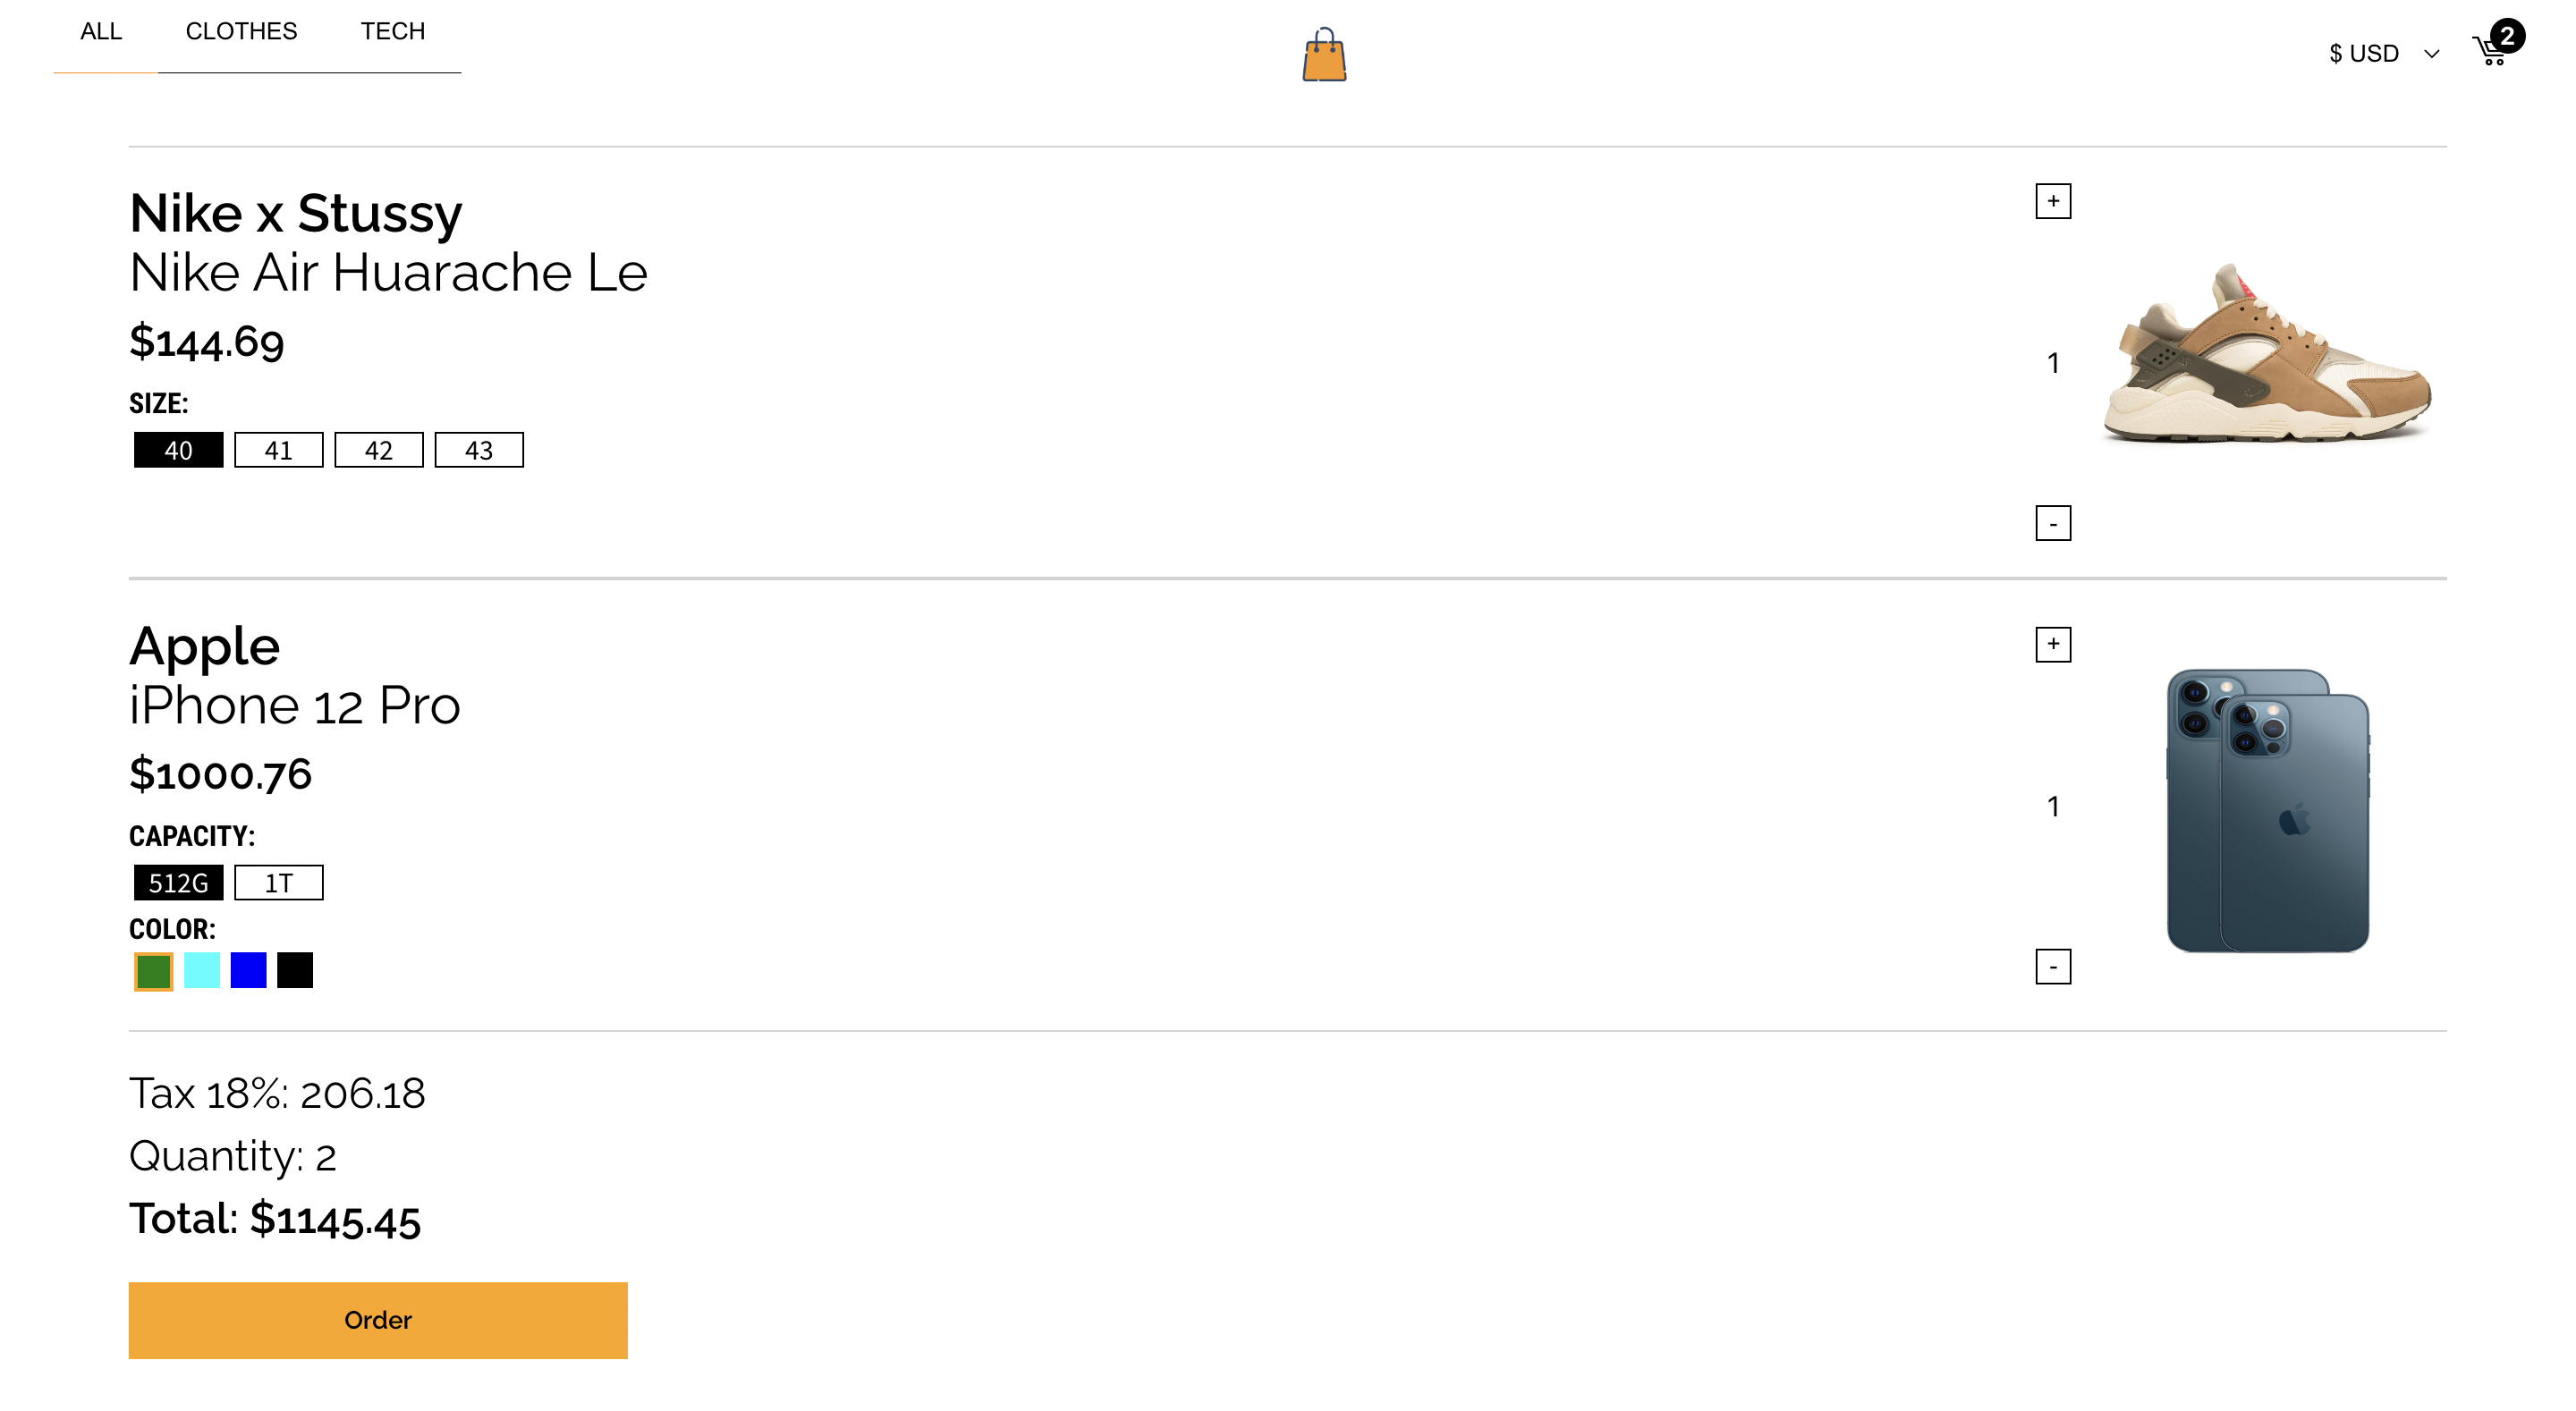 ALL CLOTHES TECH
$ USD 2
Nike x Stussy
Nike Air Huarache Le
$144.69
SIZE:
40 41 42 43
+
1
-
Apple
iPhone 12 Pro
$1000.76
CAPACITY:
512G 1T
COLOR:
+
1
-
Tax 18%: 206.18
Quantity: 2
Total: $1145.45
Order